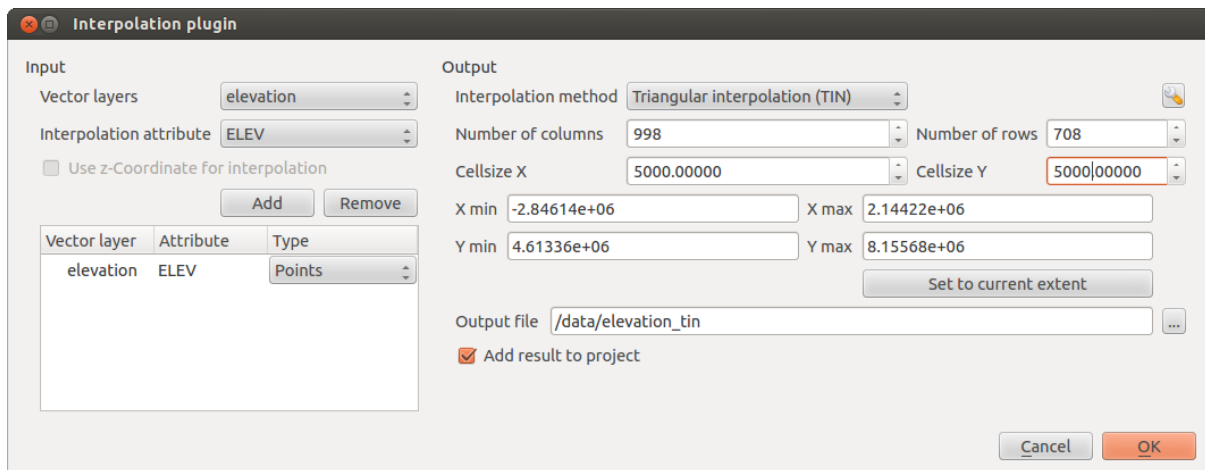 Interpolation plugin
Input
Output
Vector layers elevation
Interpolation method Triangular interpolation (TIN)
Interpolation attribute ELEV
Number of columns 998 Number of rows 708
Use z-Coordinate for interpolation
Cellsize X 5000.00000 Cellsize Y 5000.00000
Add Remove
X min -2.84614e+06 X max 2.14422e+06
Vector layer Attribute Type
Y min 4.61336e+06 Y max 8.15568e+06
elevation ELEV Points
Set to current extent
Output file /data/elevation_tin ...
Add result to project
Cancel OK